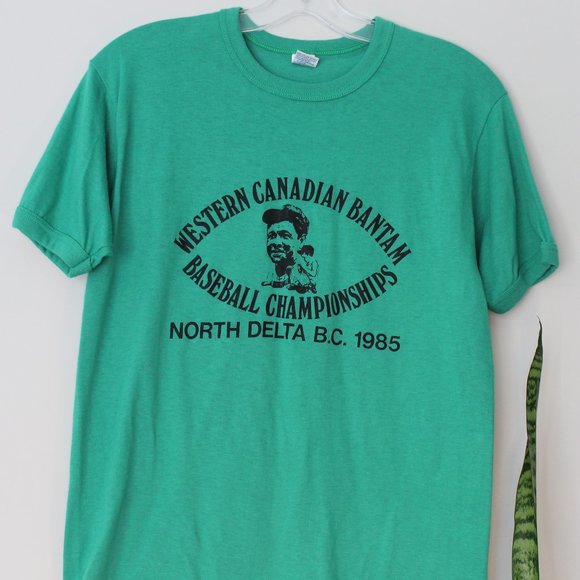 WESTERN CANADIAN BANTAM
BASEBALL CHAMPIONSHIPS
NORTH DELTA B.C. 1985